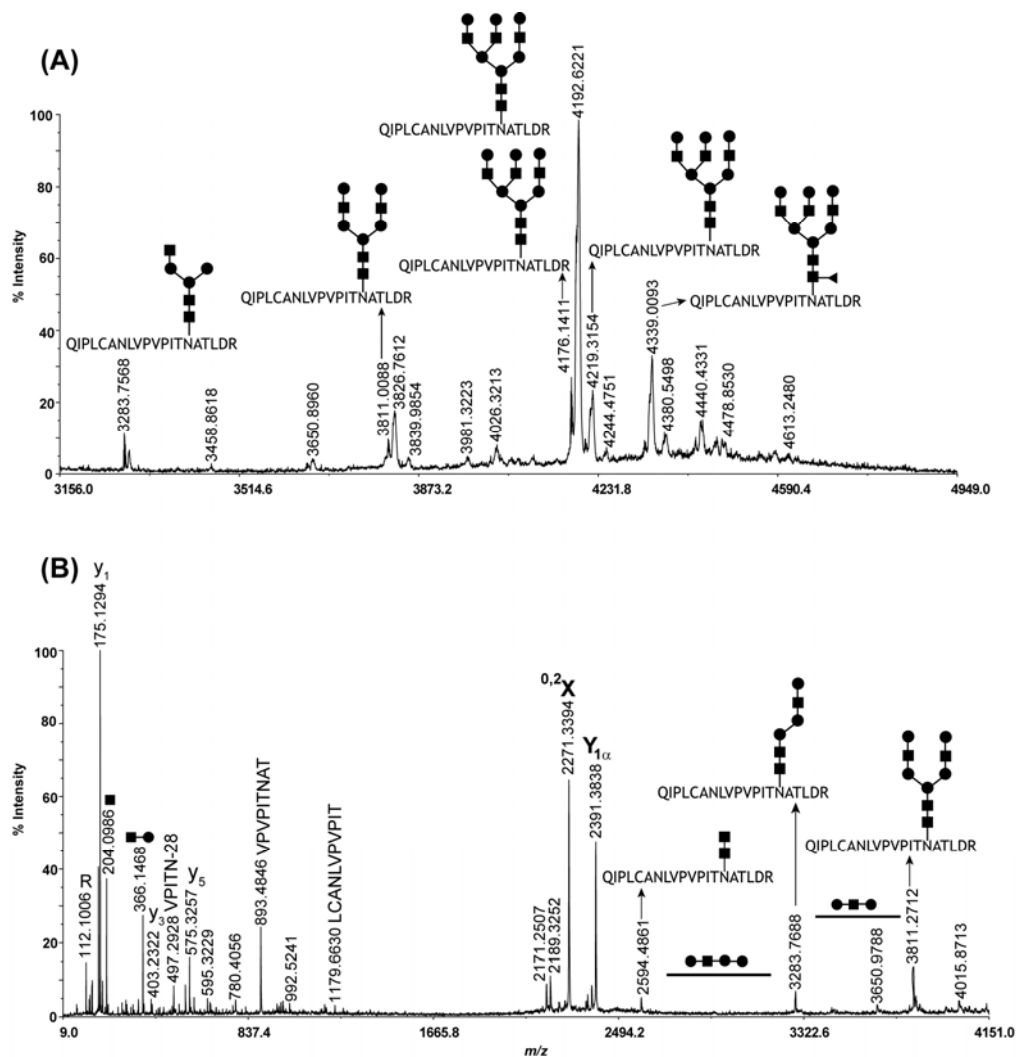 (A)
100
80
60
40
20
0
% Intensity
3156.0
3514.6
3873.2
4231.8
4590.4
4949.0
QIPLCANLVPVPITNATLDR
3283.7568
3458.8618
3650.8960
QIPLCANLVPVPITNATLDR
3811.0088
3826.7612
3839.9854
3981.3223
4026.3213
QIPLCANLVPVPITNATLDR
QIPLCANLVPVPITNATLDR
4176.1411
4192.6221
4219.3154
QIPLCANLVPVPITNATLDR
4244.4751
4339.0093
QIPLCANLVPVPITNATLDR
4380.5498
4440.4331
4478.8530
4613.2480
(B)
100
80
60
40
20
0
% Intensity
9.0
837.4
1665.8
2494.2
3322.6
4151.0
m/z
R
112.1006
y1
175.1294
204.0986
366.1468
y3
403.2322
497.2928 VPITN-28
y5
575.3257
595.3229
780.4056
893.4846 VPVPITNAT
992.5241
1179.6630 LCANLVPVPIT
2171.2507
2189.3252
0,2X
2271.3394
Y1α
2391.3838
QIPLCANLVPVPITNATLDR
2594.4861
QIPLCANLVPVPITNATLDR
3283.7688
3650.9788
QIPLCANLVPVPITNATLDR
3811.2712
4015.8713